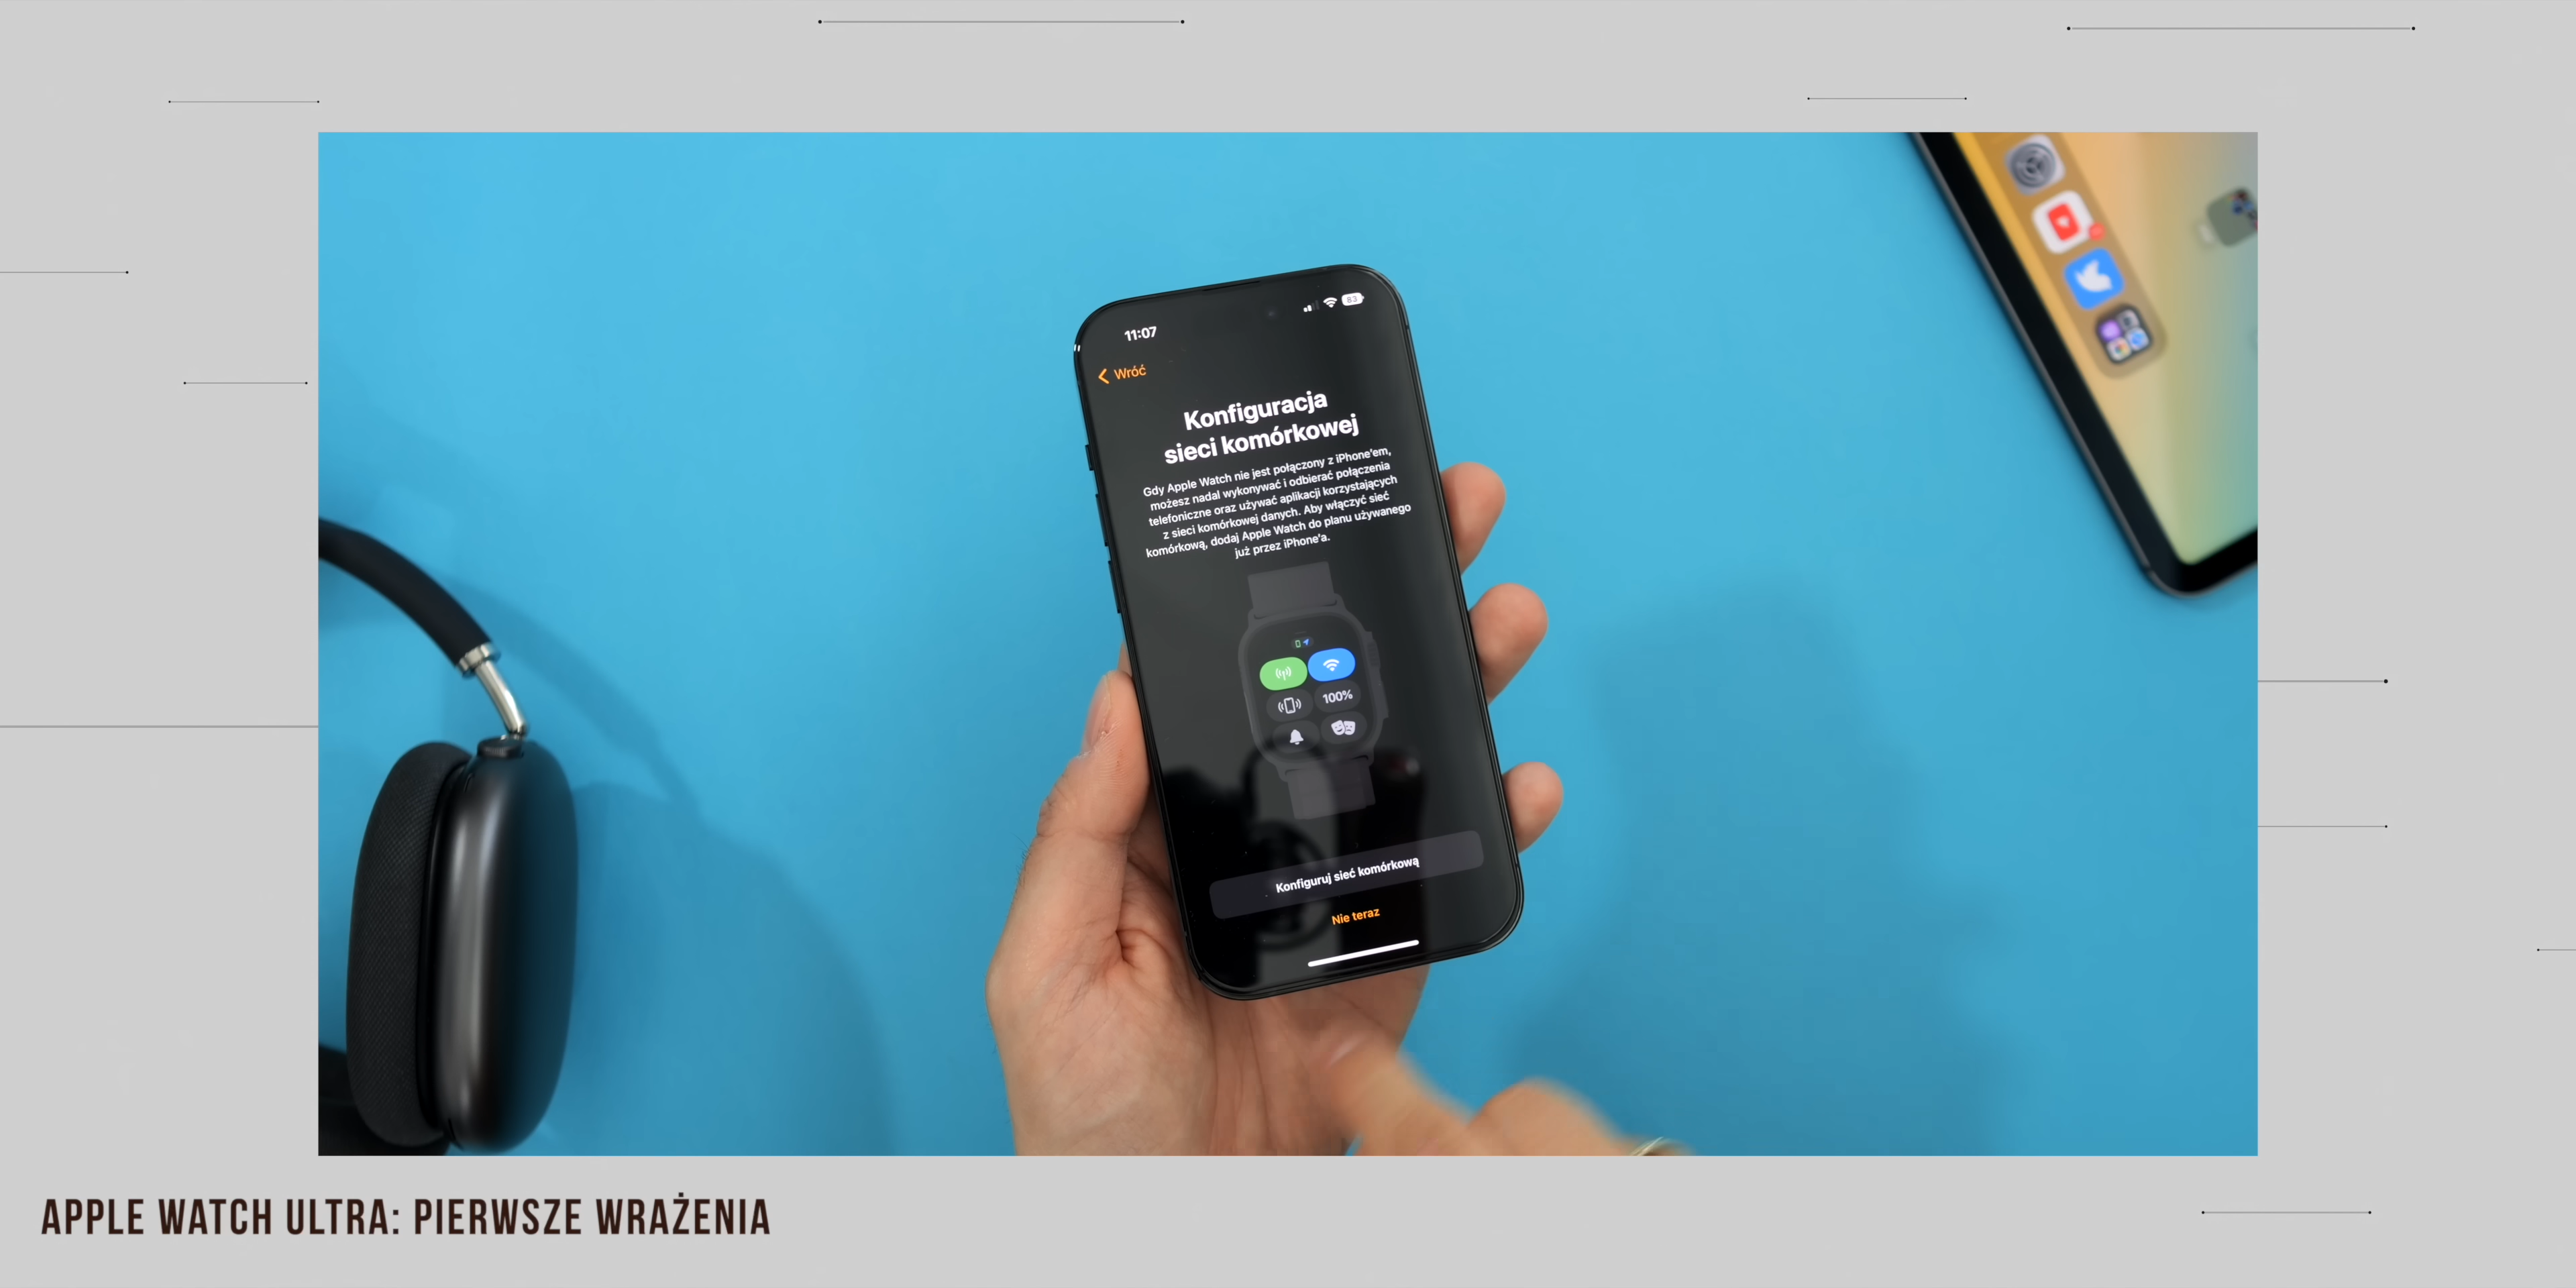 11:07
83
Wróć
Konfiguracja
sieci komórkowej
Gdy Apple Watch nie jest połączony z iPhone'em,
możesz nadal wykonywać i odbierać połączenia
telefoniczne oraz używać aplikacji korzystających
z sieci komórkowej danych. Aby włączyć sieć
komórkową, dodaj Apple Watch do planu używanego
już przez iPhone'a.
100%
Konfiguruj sieć komórkową
Nie teraz
APPLE WATCH ULTRA: PIERWSZE WRAŻENIA